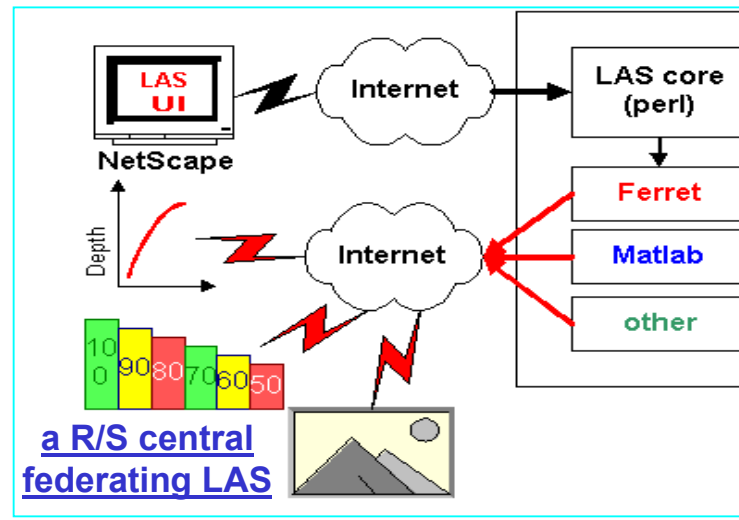 LAS
UI
NetScape
Internet
LAS core
(perl)
Ferret
Depth
Internet
Matlab
other
10
0
90
80
70
60
50
a R/S central
federating LAS